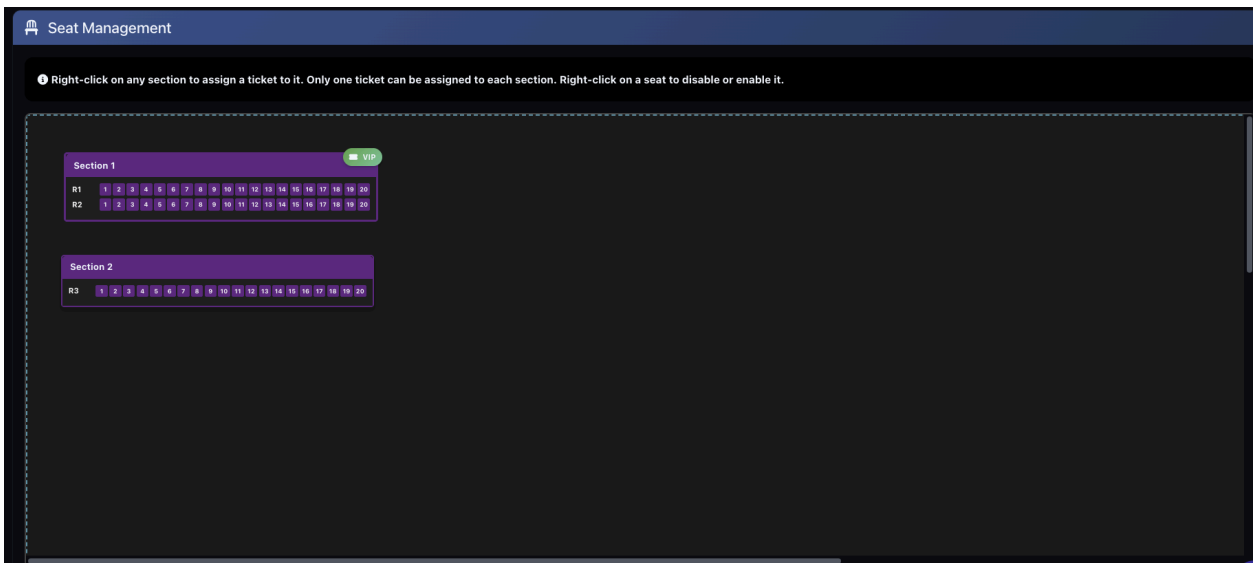 Seat Management
Right-click on any section to assign a ticket to it. Only one ticket can be assigned to each section. Right-click on a seat to disable or enable it.
VIP
Section 1
R1 1 2 3 4 5 6 7 8 9 10 11 12 13 14 15 16 17 18 19 20
R2 1 2 3 4 5 6 7 8 9 10 11 12 13 14 15 16 17 18 19 20
Section 2
R3 1 2 3 4 5 6 7 8 9 10 11 12 13 14 15 16 17 18 19 20